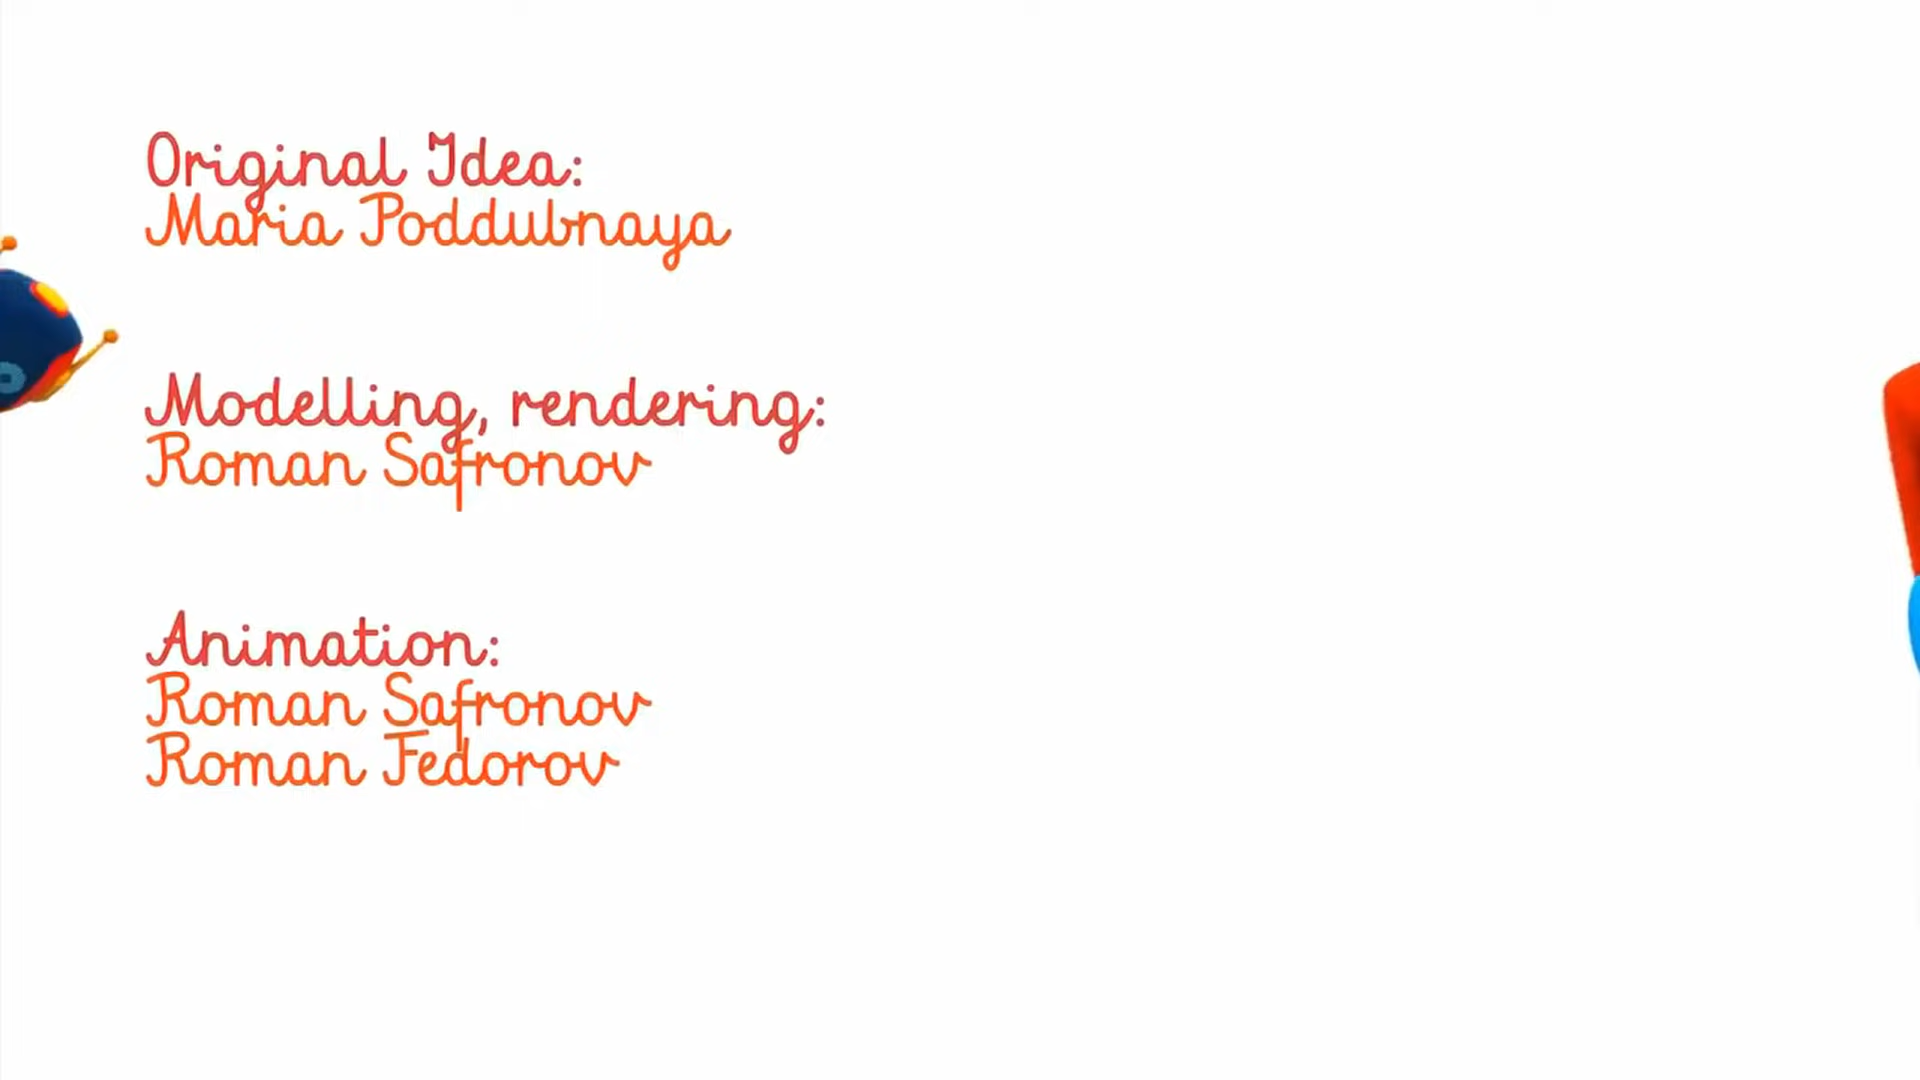 Original Idea:
Maria Poddubnaya
Modelling, rendering:
Roman Safronov
Animation:
Roman Safronov
Roman Fedorov